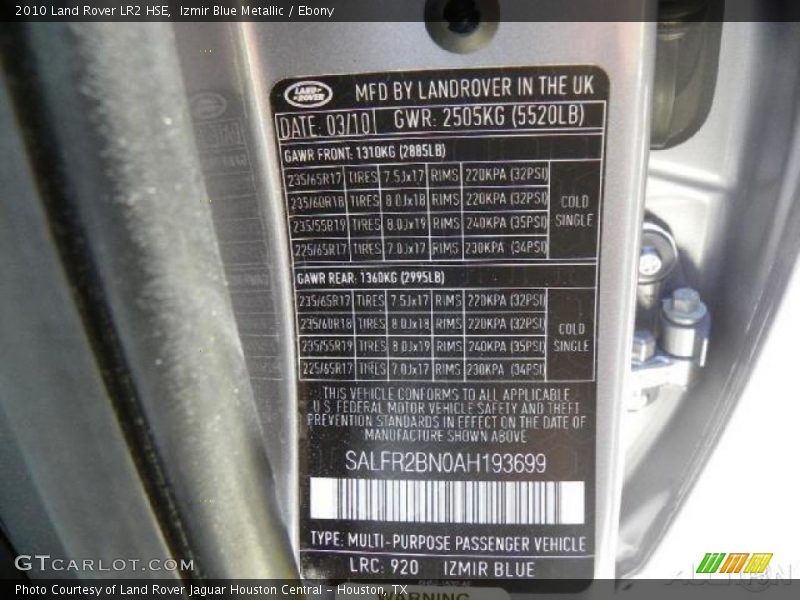 2010 Land Rover LR2 HSE, Izmir Blue Metallic / Ebony
LAND ROVER
MFD BY LANDROVER IN THE UK
DATE: 03/10 GWR: 2505KG (5520LB)
GAWR FRONT: 1310KG (2885LB)
235/65R17 TIRES 7.5Jx17 RIMS 220KPA (32PSI)
235/60R18 TIRES 8.0Jx18 RIMS 220KPA (32PSI)
235/55R19 TIRES 8.0Jx19 RIMS 240KPA (35PSI)
225/65R17 TIRES 7.0Jx17 RIMS 230KPA (34PSI)
COLD
SINGLE
GAWR REAR: 1360KG (2995LB)
235/65R17 TIRES 7.5Jx17 RIMS 220KPA (32PSI)
235/60R18 TIRES 8.0Jx18 RIMS 220KPA (32PSI)
235/55R19 TIRES 8.0Jx19 RIMS 240KPA (35PSI)
225/65R17 TIRES 7.0Jx17 RIMS 230KPA (34PSI)
COLD
SINGLE
THIS VEHICLE CONFORMS TO ALL APPLICABLE
U.S. FEDERAL MOTOR VEHICLE SAFETY AND THEFT
PREVENTION STANDARDS IN EFFECT ON THE DATE OF
MANUFACTURE SHOWN ABOVE
SALFR2BN0AH193699
TYPE: MULTI-PURPOSE PASSENGER VEHICLE
LRC: 920 IZMIR BLUE
GTCarLot.com
WARNING
Photo Courtesy of Land Rover Jaguar Houston Central - Houston, TX